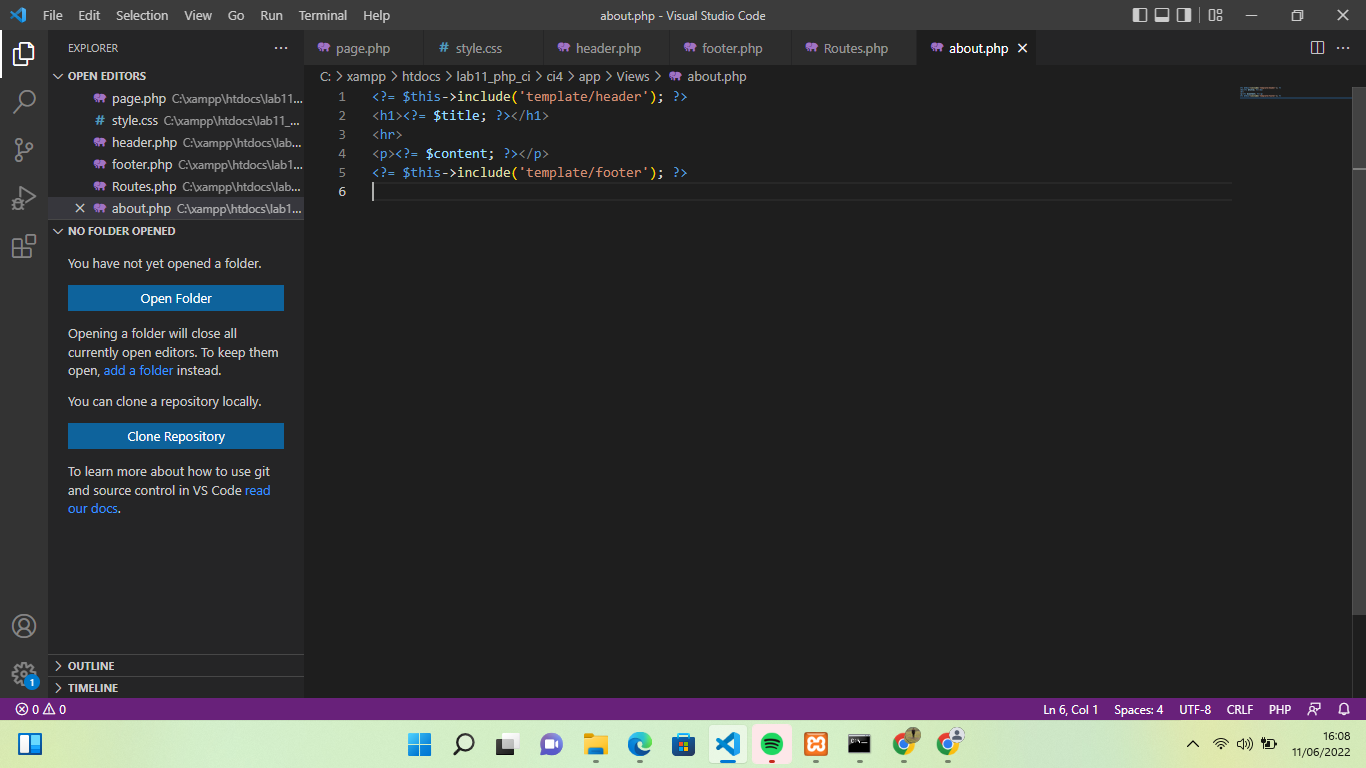 File Edit Selection View Go Run Terminal Help about.php - Visual Studio Code
EXPLORER
page.php style.css header.php footer.php Routes.php about.php
C: > xampp > htdocs > lab11_php_ci > ci4 > app > Views > about.php
OPEN EDITORS
page.php C:\xampp\htdocs\lab11...
style.css C:\xampp\htdocs\lab11_...
header.php C:\xampp\htdocs\lab...
footer.php C:\xampp\htdocs\lab1...
Routes.php C:\xampp\htdocs\lab...
about.php C:\xampp\htdocs\lab1...
NO FOLDER OPENED
You have not yet opened a folder.
Open Folder
Opening a folder will close all
currently open editors. To keep them
open, add a folder instead.
You can clone a repository locally.
Clone Repository
To learn more about how to use git
and source control in VS Code read
our docs.
OUTLINE
TIMELINE
1 <?= $this->include('template/header'); ?>
2 <h1><?= $title; ?></h1>
3 <hr>
4 <p><?= $content; ?></p>
5 <?= $this->include('template/footer'); ?>
6
1
0 0 Ln 6, Col 1 Spaces: 4 UTF-8 CRLF PHP
16:08
11/06/2022